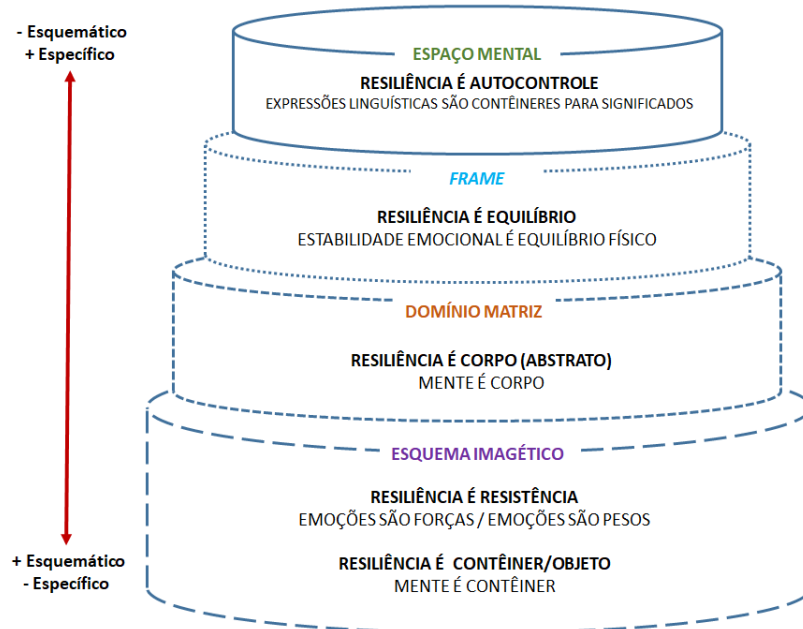 - Esquemático
+ Específico
ESPAÇO MENTAL
RESILIÊNCIA É AUTOCONTROLE
EXPRESSÕES LINGUÍSTICAS SÃO CONTÊINERES PARA SIGNIFICADOS
FRAME
RESILIÊNCIA É EQUILÍBRIO
ESTABILIDADE EMOCIONAL É EQUILÍBRIO FÍSICO
DOMÍNIO MATRIZ
RESILIÊNCIA É CORPO (ABSTRATO)
MENTE É CORPO
ESQUEMA IMAGÉTICO
RESILIÊNCIA É RESISTÊNCIA
EMOÇÕES SÃO FORÇAS / EMOÇÕES SÃO PESOS
RESILIÊNCIA É CONTÊINER/OBJETO
MENTE É CONTÊINER
+ Esquemático
- Específico